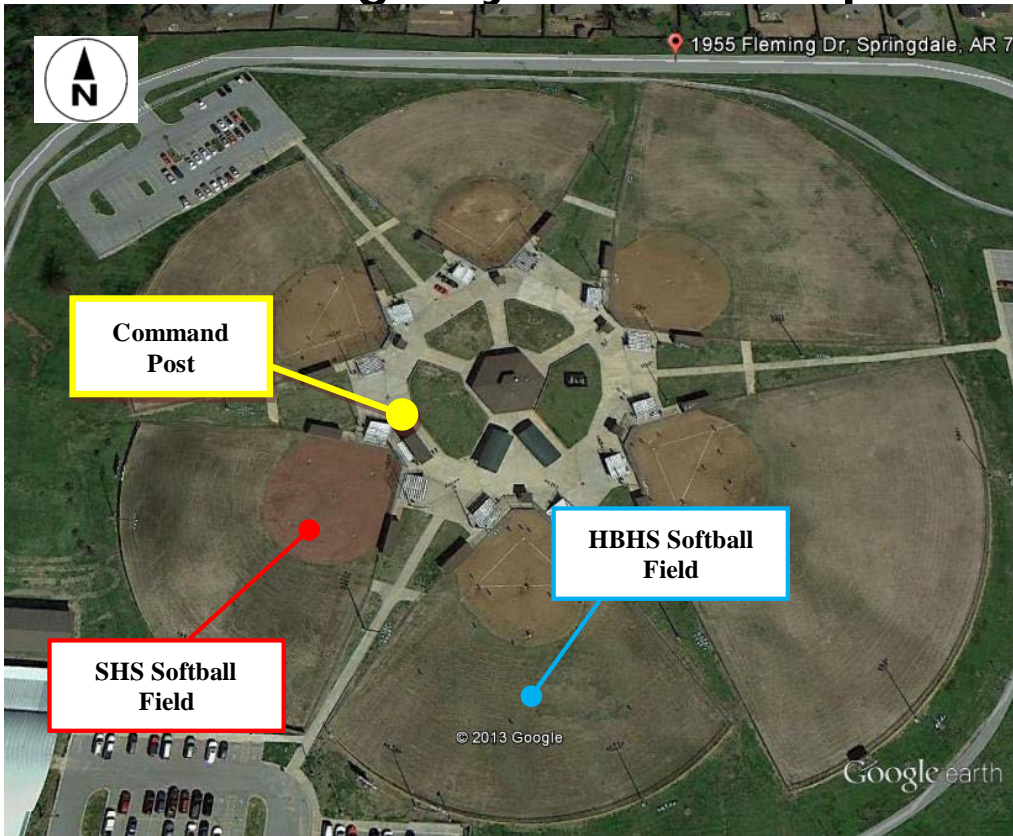 N
1955 Fleming Dr, Springdale, AR 7
Command
Post
HBHS Softball
Field
SHS Softball
Field
© 2013 Google
Google earth